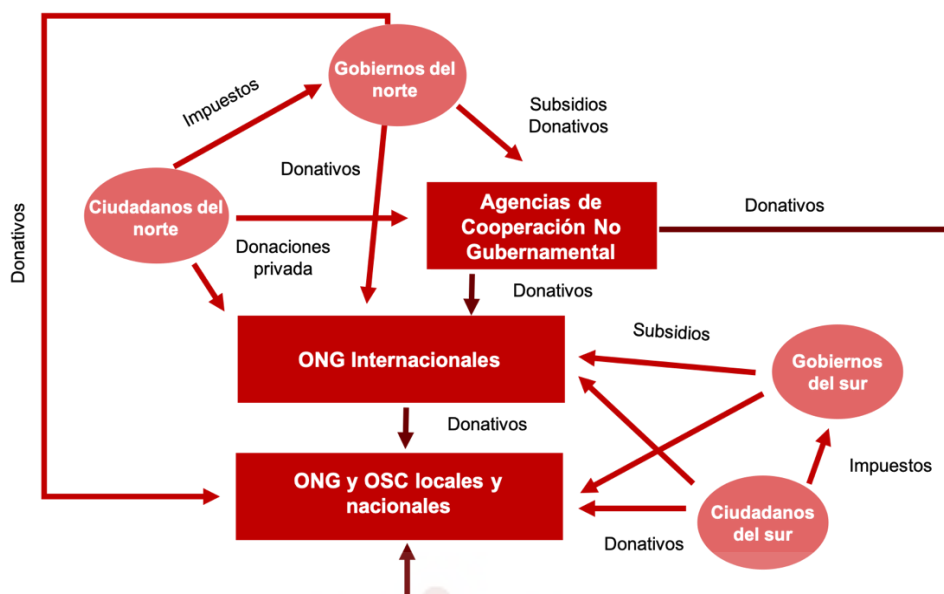 Gobiernos del
norte
Impuestos
Subsidios
Donativos
Donativos
Ciudadanos del
norte
Agencias de
Cooperación No
Gubernamental
Donativos
Donaciones
privada
Donativos
Donativos
Subsidios
ONG Internacionales
Gobiernos
del sur
Donativos
Impuestos
ONG y OSC locales y
nacionales
Ciudadanos
del sur
Donativos